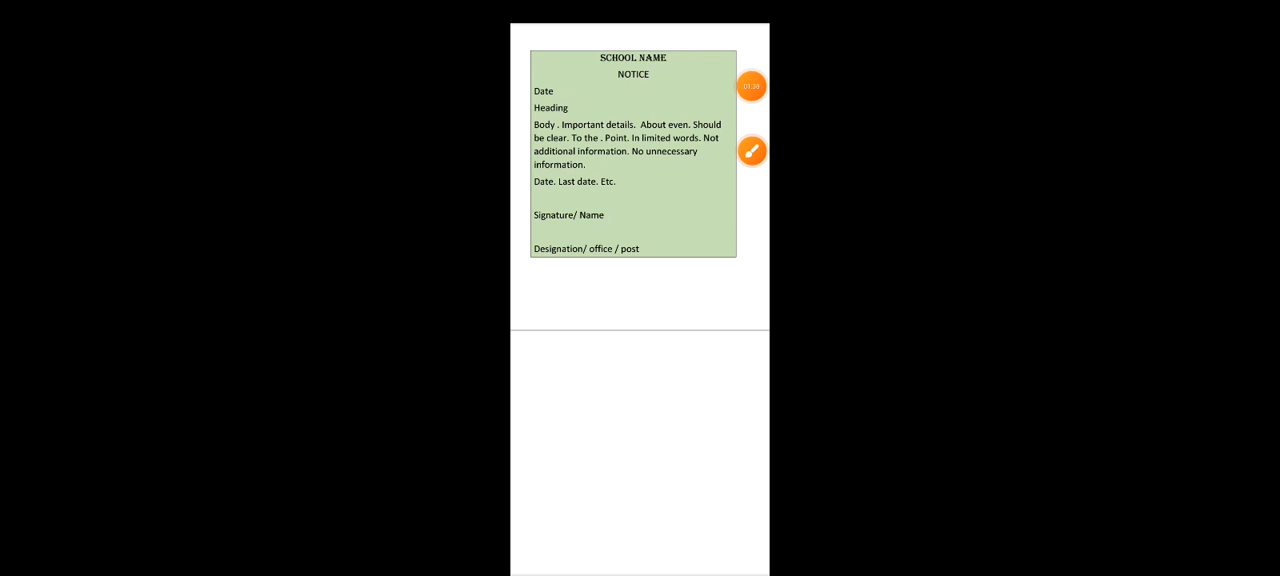 SCHOOL NAME
NOTICE
Date
Heading
Body . Important details.  About even. Should
be clear. To the . Point. In limited words. Not
additional information. No unnecessary
information.
Date. Last date. Etc.
Signature/ Name
Designation/ office / post